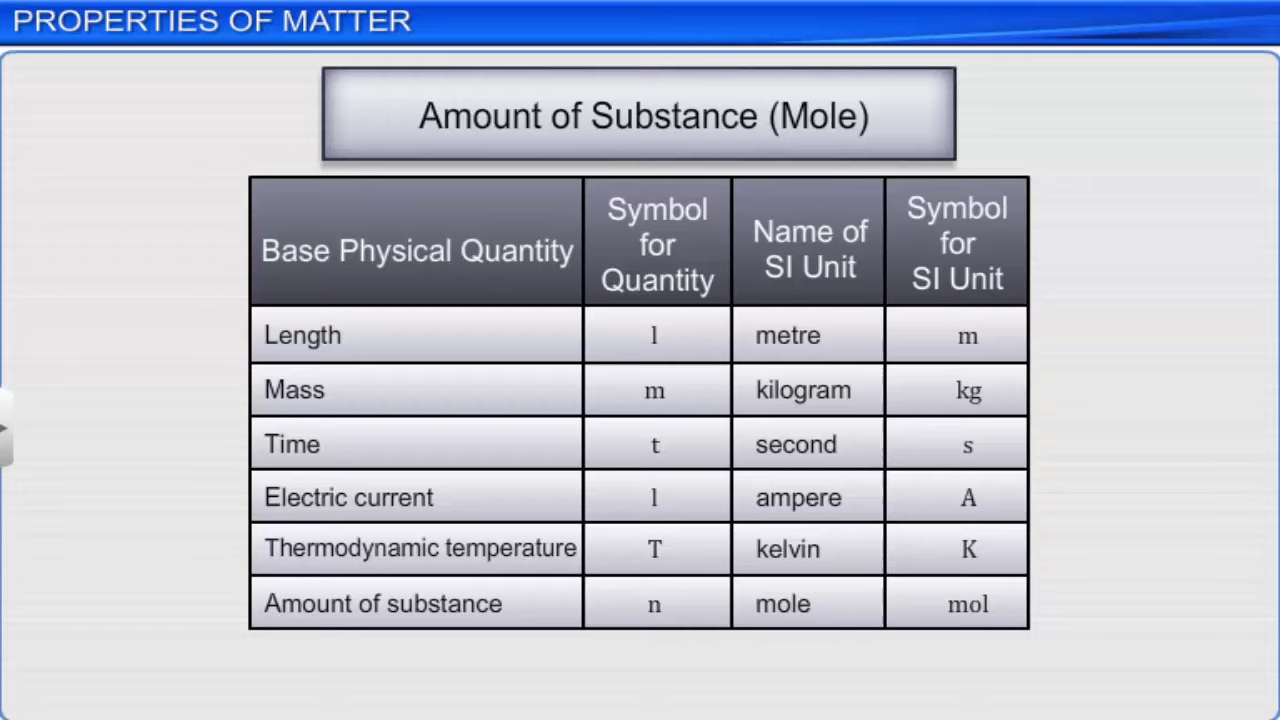 PROPERTIES OF MATTER
Amount of Substance (Mole)
Base Physical Quantity
Symbol
for
Quantity
Name of
SI Unit
Symbol
for
SI Unit
Length l metre m
Mass m kilogram kg
Time t second s
Electric current l ampere A
Thermodynamic temperature T kelvin K
Amount of substance n mole mol